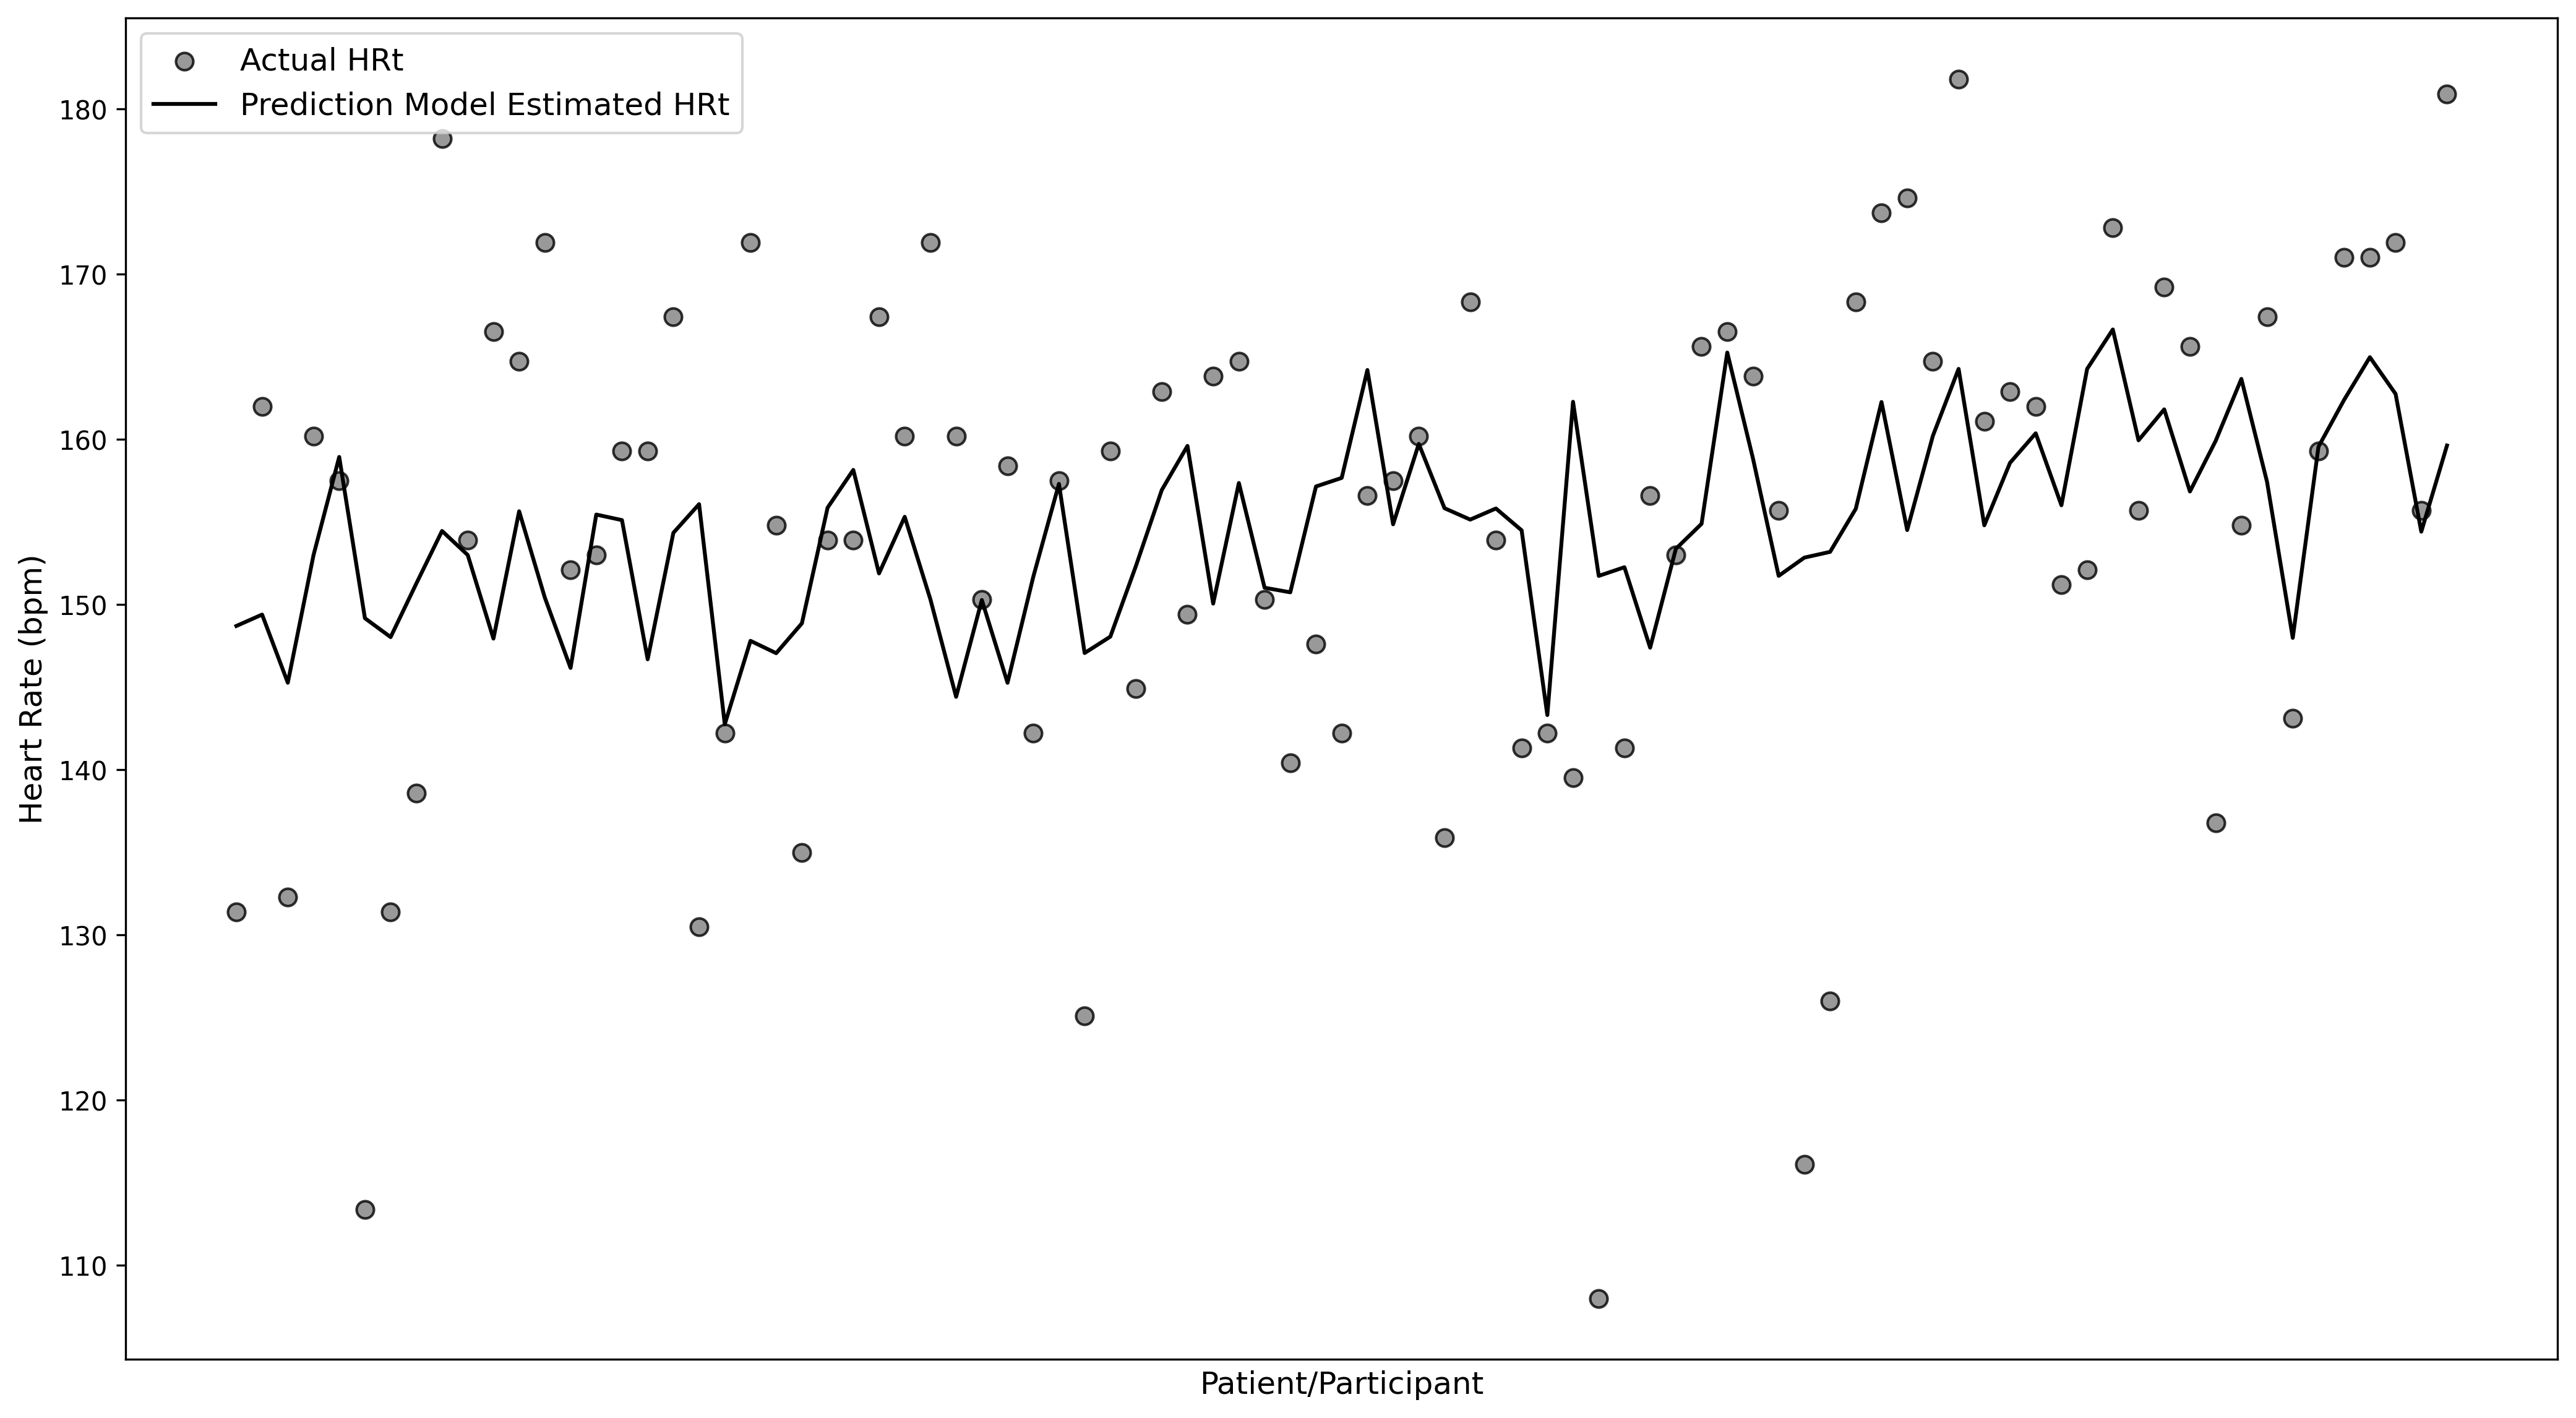 Actual HRt
Prediction Model Estimated HRt
180
170
160
150
140
130
120
110
Heart Rate (bpm)
Patient/Participant